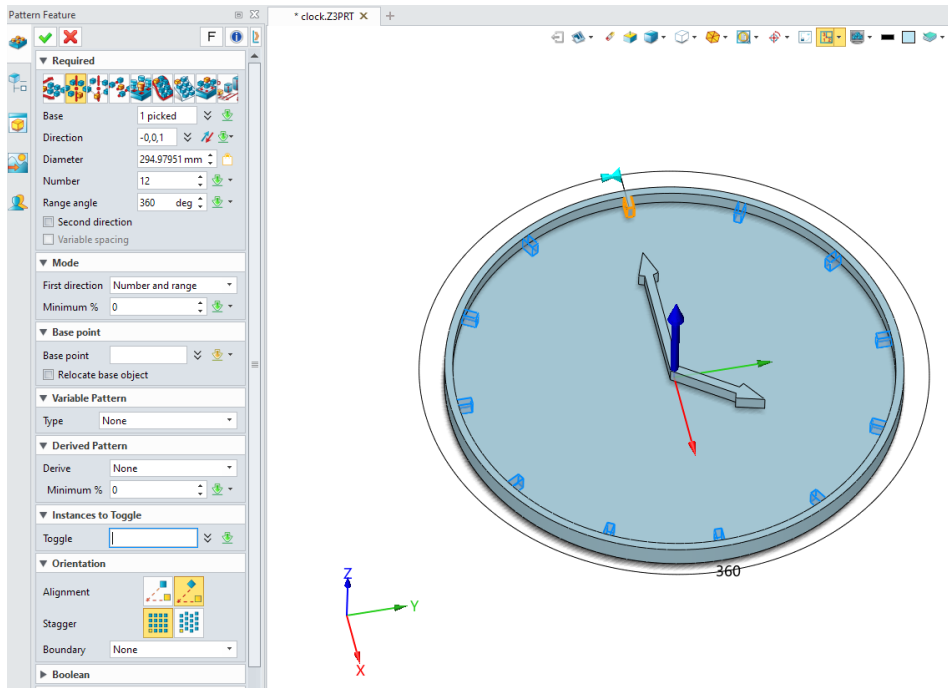 Pattern Feature
* clock.Z3PRT
F
Required
Base 1 picked
Direction -0,0,1
Diameter 294.97951 mm
Number 12
Range angle 360 deg
Second direction
Variable spacing
Mode
First direction Number and range
Minimum % 0
Base point
Base point
Relocate base object
Variable Pattern
Type None
Derived Pattern
Derive None
Minimum % 0
Instances to Toggle
Toggle
Orientation
Alignment
Stagger
Boundary None
Boolean
360
Z
Y
X